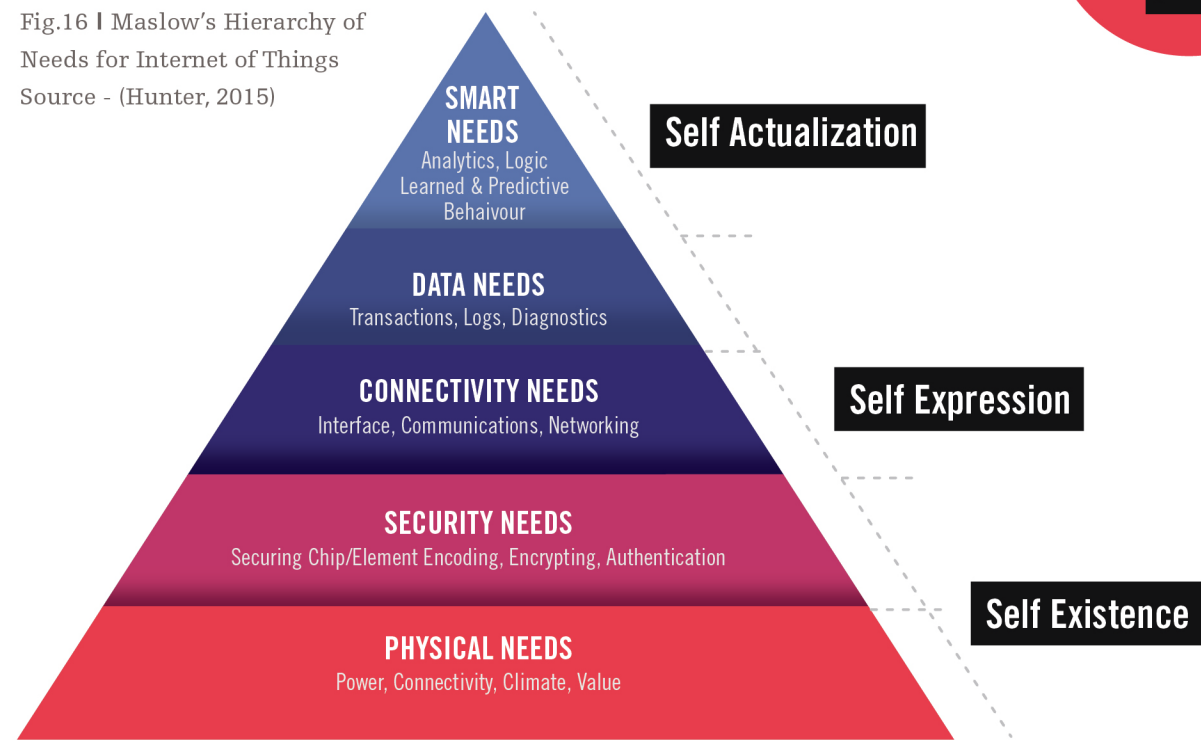 Fig.16 | Maslow's Hierarchy of
Needs for Internet of Things
Source - (Hunter, 2015)
SMART
NEEDS
Analytics, Logic
Learned & Predictive
Behaivour
Self Actualization
DATA NEEDS
Transactions, Logs, Diagnostics
CONNECTIVITY NEEDS
Interface, Communications, Networking
Self Expression
SECURITY NEEDS
Securing Chip/Element Encoding, Encrypting, Authentication
Self Existence
PHYSICAL NEEDS
Power, Connectivity, Climate, Value